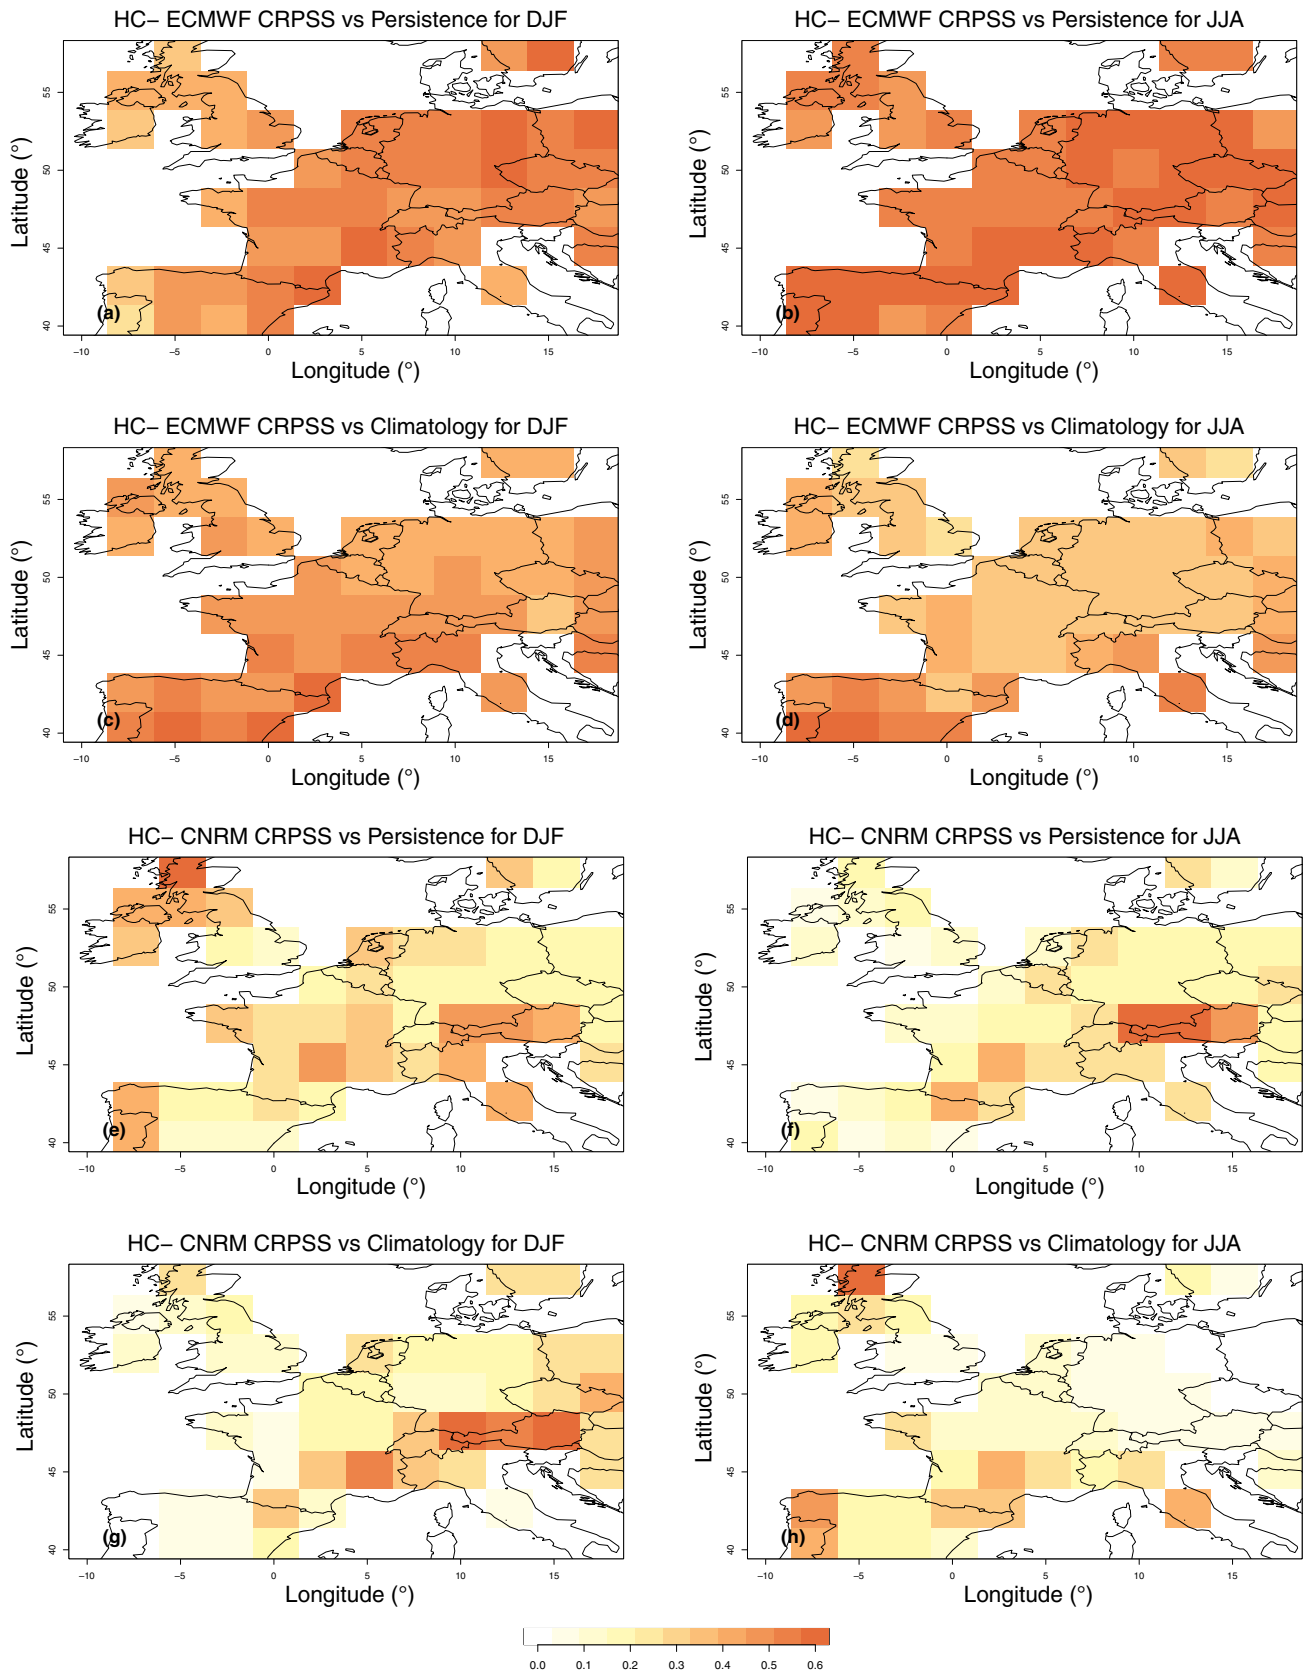 HC− ECMWF CRPSS vs Persistence for DJF
HC− ECMWF CRPSS vs Persistence for JJA
Latitude (°)
55
50
45
40
(a)
−10 −5 0 5 10 15
Longitude (°)
Latitude (°)
55
50
45
40
(b)
−10 −5 0 5 10 15
Longitude (°)
HC− ECMWF CRPSS vs Climatology for DJF
HC− ECMWF CRPSS vs Climatology for JJA
Latitude (°)
55
50
45
40
(c)
−10 −5 0 5 10 15
Longitude (°)
Latitude (°)
55
50
45
40
(d)
−10 −5 0 5 10 15
Longitude (°)
HC− CNRM CRPSS vs Persistence for DJF
HC− CNRM CRPSS vs Persistence for JJA
Latitude (°)
55
50
45
40
(e)
−10 −5 0 5 10 15
Longitude (°)
Latitude (°)
55
50
45
40
(f)
−10 −5 0 5 10 15
Longitude (°)
HC− CNRM CRPSS vs Climatology for DJF
HC− CNRM CRPSS vs Climatology for JJA
Latitude (°)
55
50
45
40
(g)
−10 −5 0 5 10 15
Longitude (°)
Latitude (°)
55
50
45
40
(h)
−10 −5 0 5 10 15
Longitude (°)
0.0 0.1 0.2 0.3 0.4 0.5 0.6